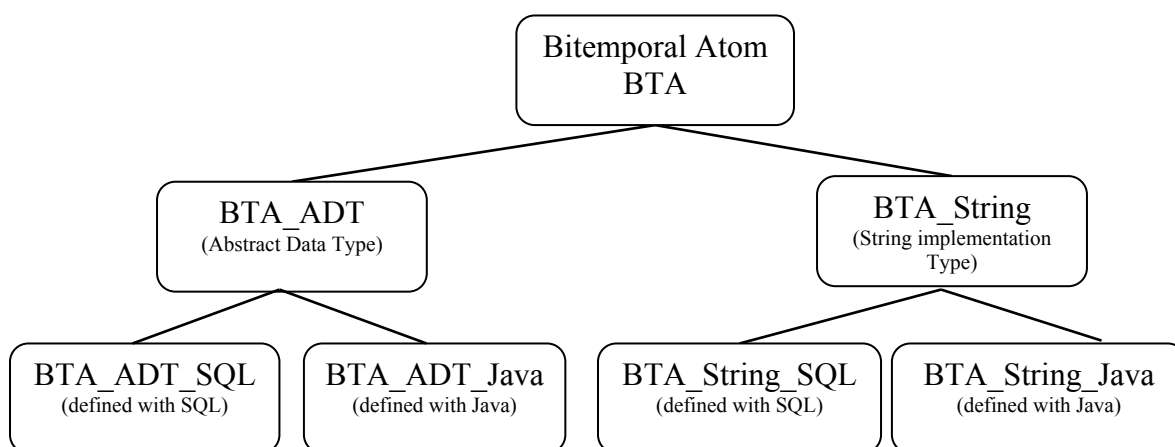 Bitemporal Atom
BTA
BTA_ADT
(Abstract Data Type)
BTA_String
(String implementation
Type)
BTA_ADT_SQL
(defined with SQL)
BTA_ADT_Java
(defined with Java)
BTA_String_SQL
(defined with SQL)
BTA_String_Java
(defined with Java)